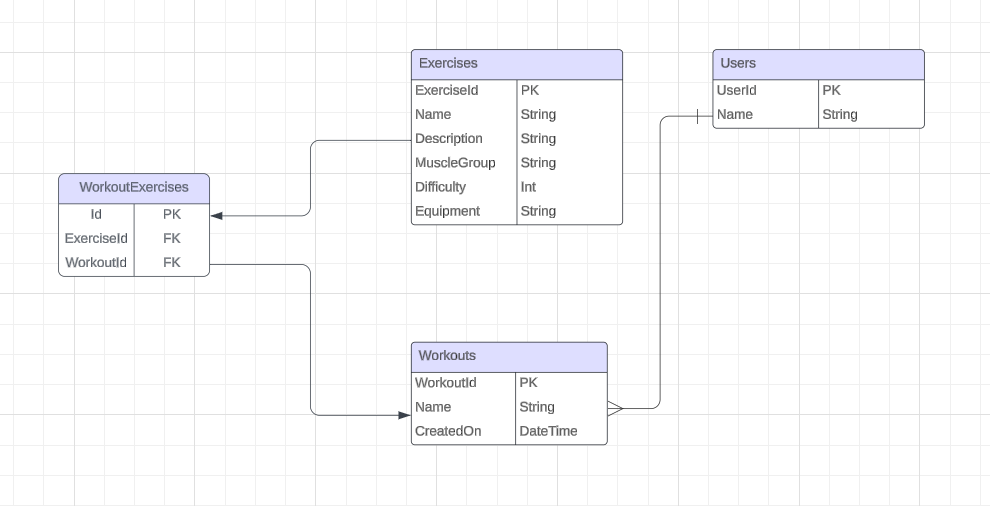 Exercises
ExerciseId PK
Name String
Description String
MuscleGroup String
Difficulty Int
Equipment String
Users
UserId PK
Name String
WorkoutExercises
Id PK
ExerciseId FK
WorkoutId FK
Workouts
WorkoutId PK
Name String
CreatedOn DateTime